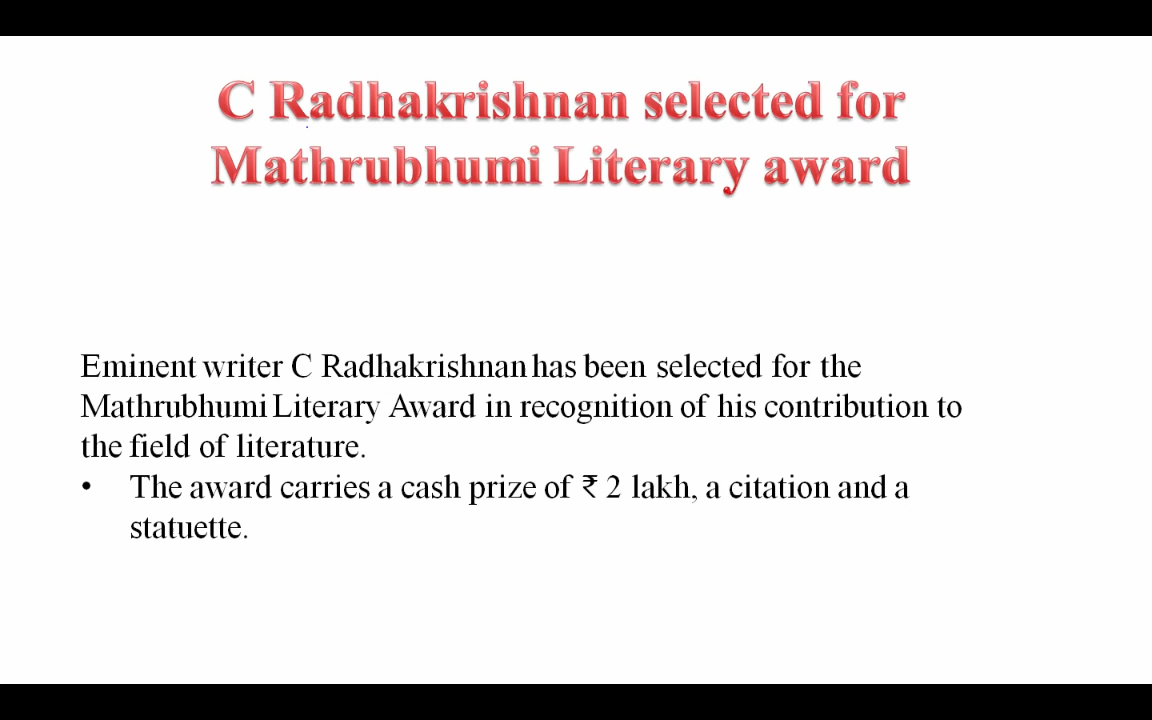 C Radhakrishnan selected for
Mathrubhumi Literary award
Eminent writer C Radhakrishnan has been selected for the
Mathrubhumi Literary Award in recognition of his contribution to
the field of literature.
• The award carries a cash prize of ₹ 2 lakh, a citation and a
statuette.